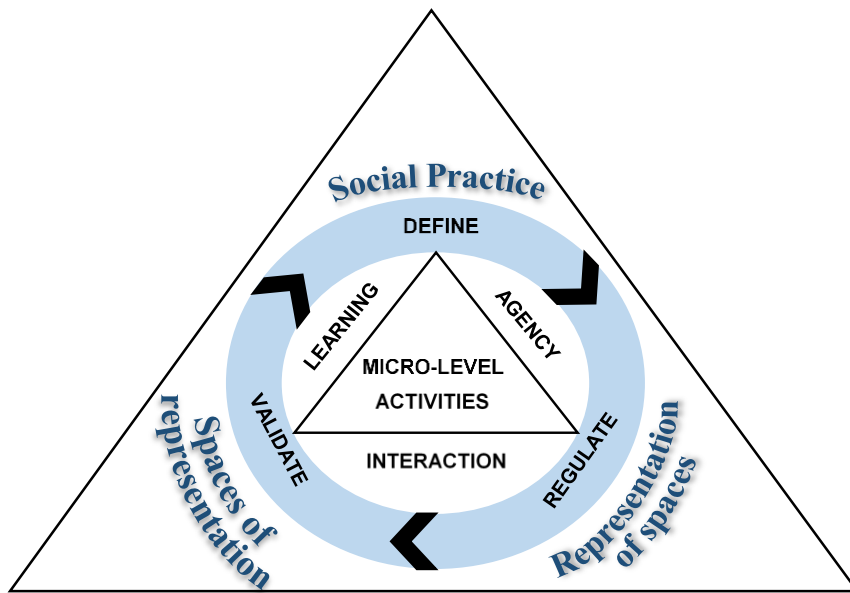 Social Practice
DEFINE
LEARNING
AGENCY
MICRO-LEVEL
ACTIVITIES
INTERACTION
VALIDATE
REGULATE
Spaces of
representation
Representation
of spaces